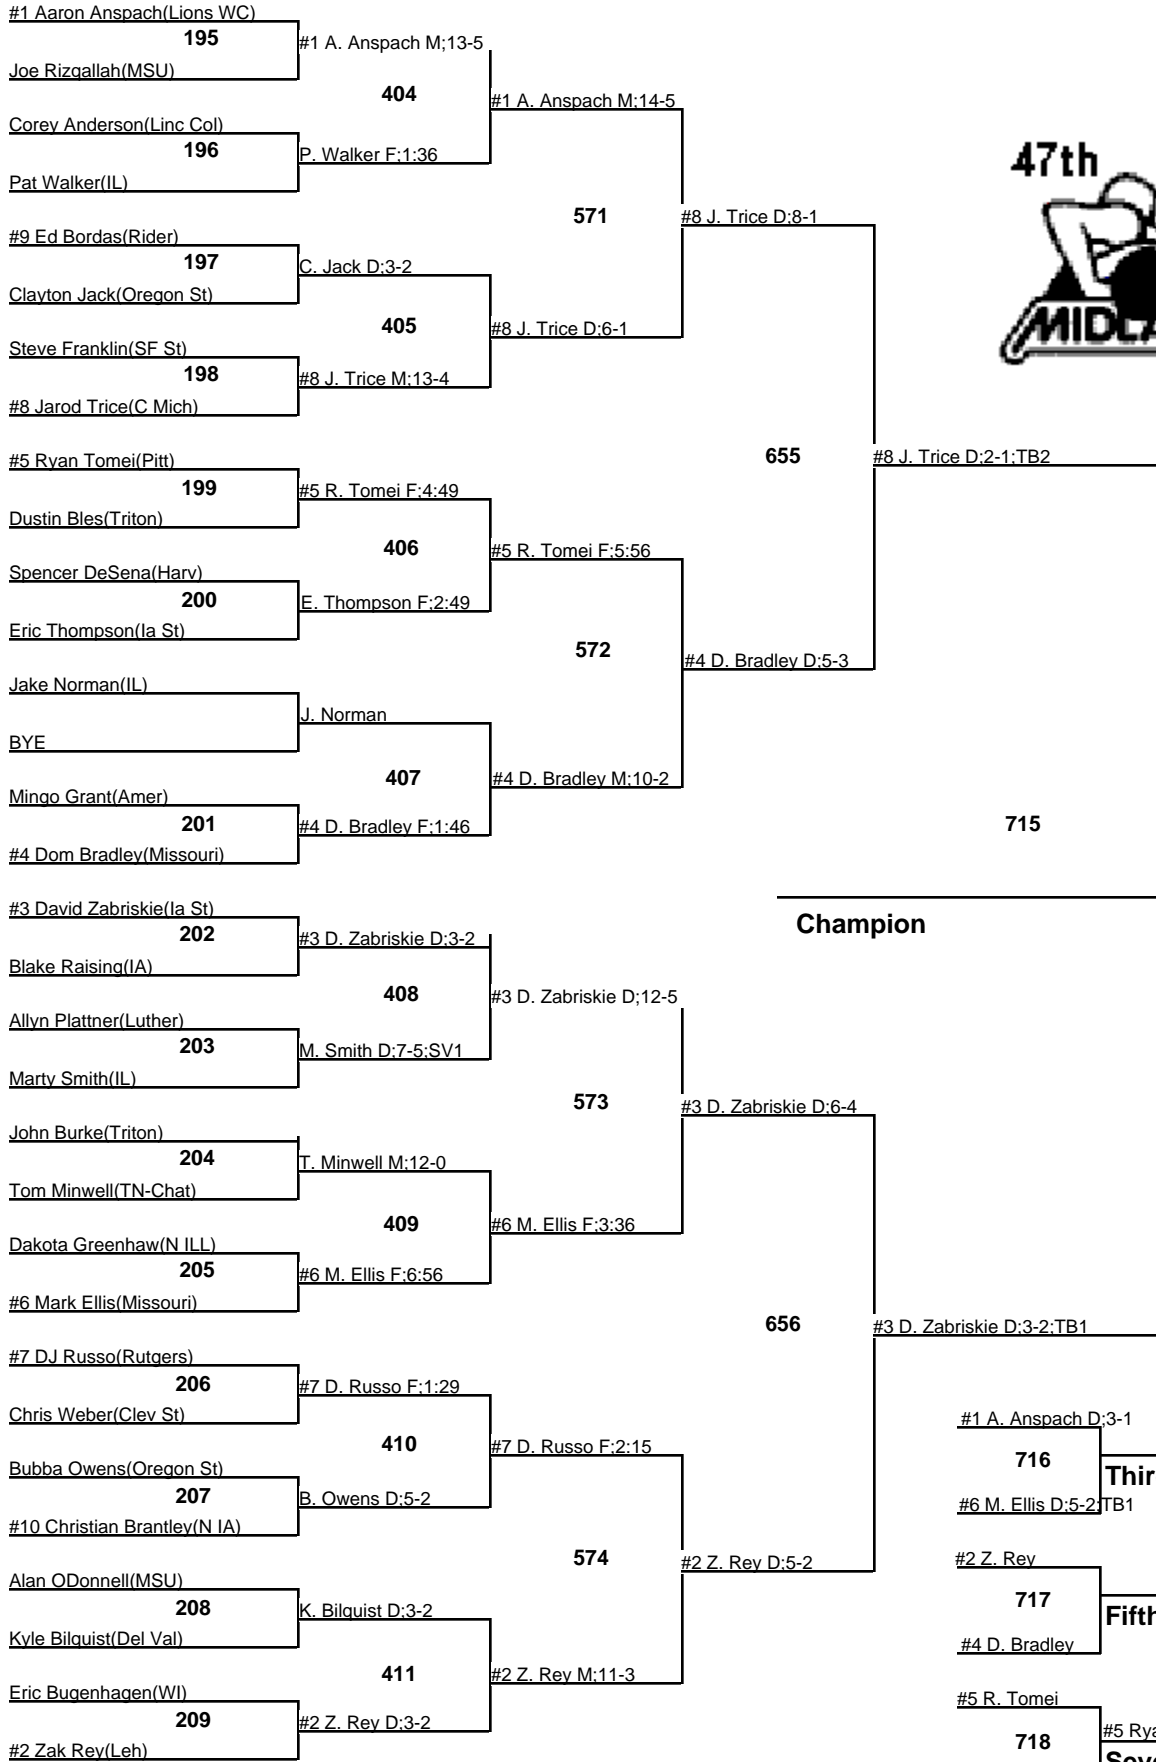 #1 Aaron Anspach(Lions WC)
195
#1 A. Anspach M;13-5
Joe Rizqallah(MSU)
404
#1 A. Anspach M;14-5
Corey Anderson(Linc Col)
196
P. Walker F;1:36
Pat Walker(IL)
47th
571
#8 J. Trice D;8-1
#9 Ed Bordas(Rider)
197
C. Jack D;3-2
Clayton Jack(Oregon St)
405
#8 J. Trice D;6-1
Steve Franklin(SF St)
198
#8 J. Trice M;13-4
#8 Jarod Trice(C Mich)
655
#8 J. Trice D;2-1;TB2
#5 Ryan Tomei(Pitt)
199
#5 R. Tomei F;4:49
Dustin Bles(Triton)
406
#5 R. Tomei F;5:56
Spencer DeSena(Harv)
200
E. Thompson F;2:49
Eric Thompson(Ia St)
572
#4 D. Bradley D;5-3
Jake Norman(IL)
J. Norman
BYE
407
#4 D. Bradley M;10-2
Mingo Grant(Amer)
201
#4 D. Bradley F;1:46
#4 Dom Bradley(Missouri)
715
Champion
#3 David Zabriskie(Ia St)
202
#3 D. Zabriskie D;3-2
Blake Raising(IA)
408
#3 D. Zabriskie D;12-5
Allyn Plattner(Luther)
203
M. Smith D;7-5;SV1
Marty Smith(IL)
573
#3 D. Zabriskie D;6-4
John Burke(Triton)
204
T. Minwell M;12-0
Tom Minwell(TN-Chat)
409
#6 M. Ellis F;3:36
Dakota Greenhaw(N ILL)
205
#6 M. Ellis F;6:56
#6 Mark Ellis(Missouri)
656
#3 D. Zabriskie D;3-2;TB1
#7 DJ Russo(Rutgers)
206
#7 D. Russo F;1:29
Chris Weber(Clev St)
410
#7 D. Russo F;2:15
Bubba Owens(Oregon St)
207
B. Owens D;5-2
#10 Christian Brantley(N IA)
574
#2 Z. Rey D;5-2
Alan ODonnell(MSU)
208
K. Bilquist D;3-2
Kyle Bilquist(Del Val)
411
#2 Z. Rey M;11-3
Eric Bugenhagen(WI)
209
#2 Z. Rey D;3-2
#2 Zak Rey(Leh)
#1 A. Anspach D;3-1
716
Thir
#6 M. Ellis D;5-2;TB1
#2 Z. Rey
717
Fifth
#4 D. Bradley
#5 R. Tomei
718
#5 Rya